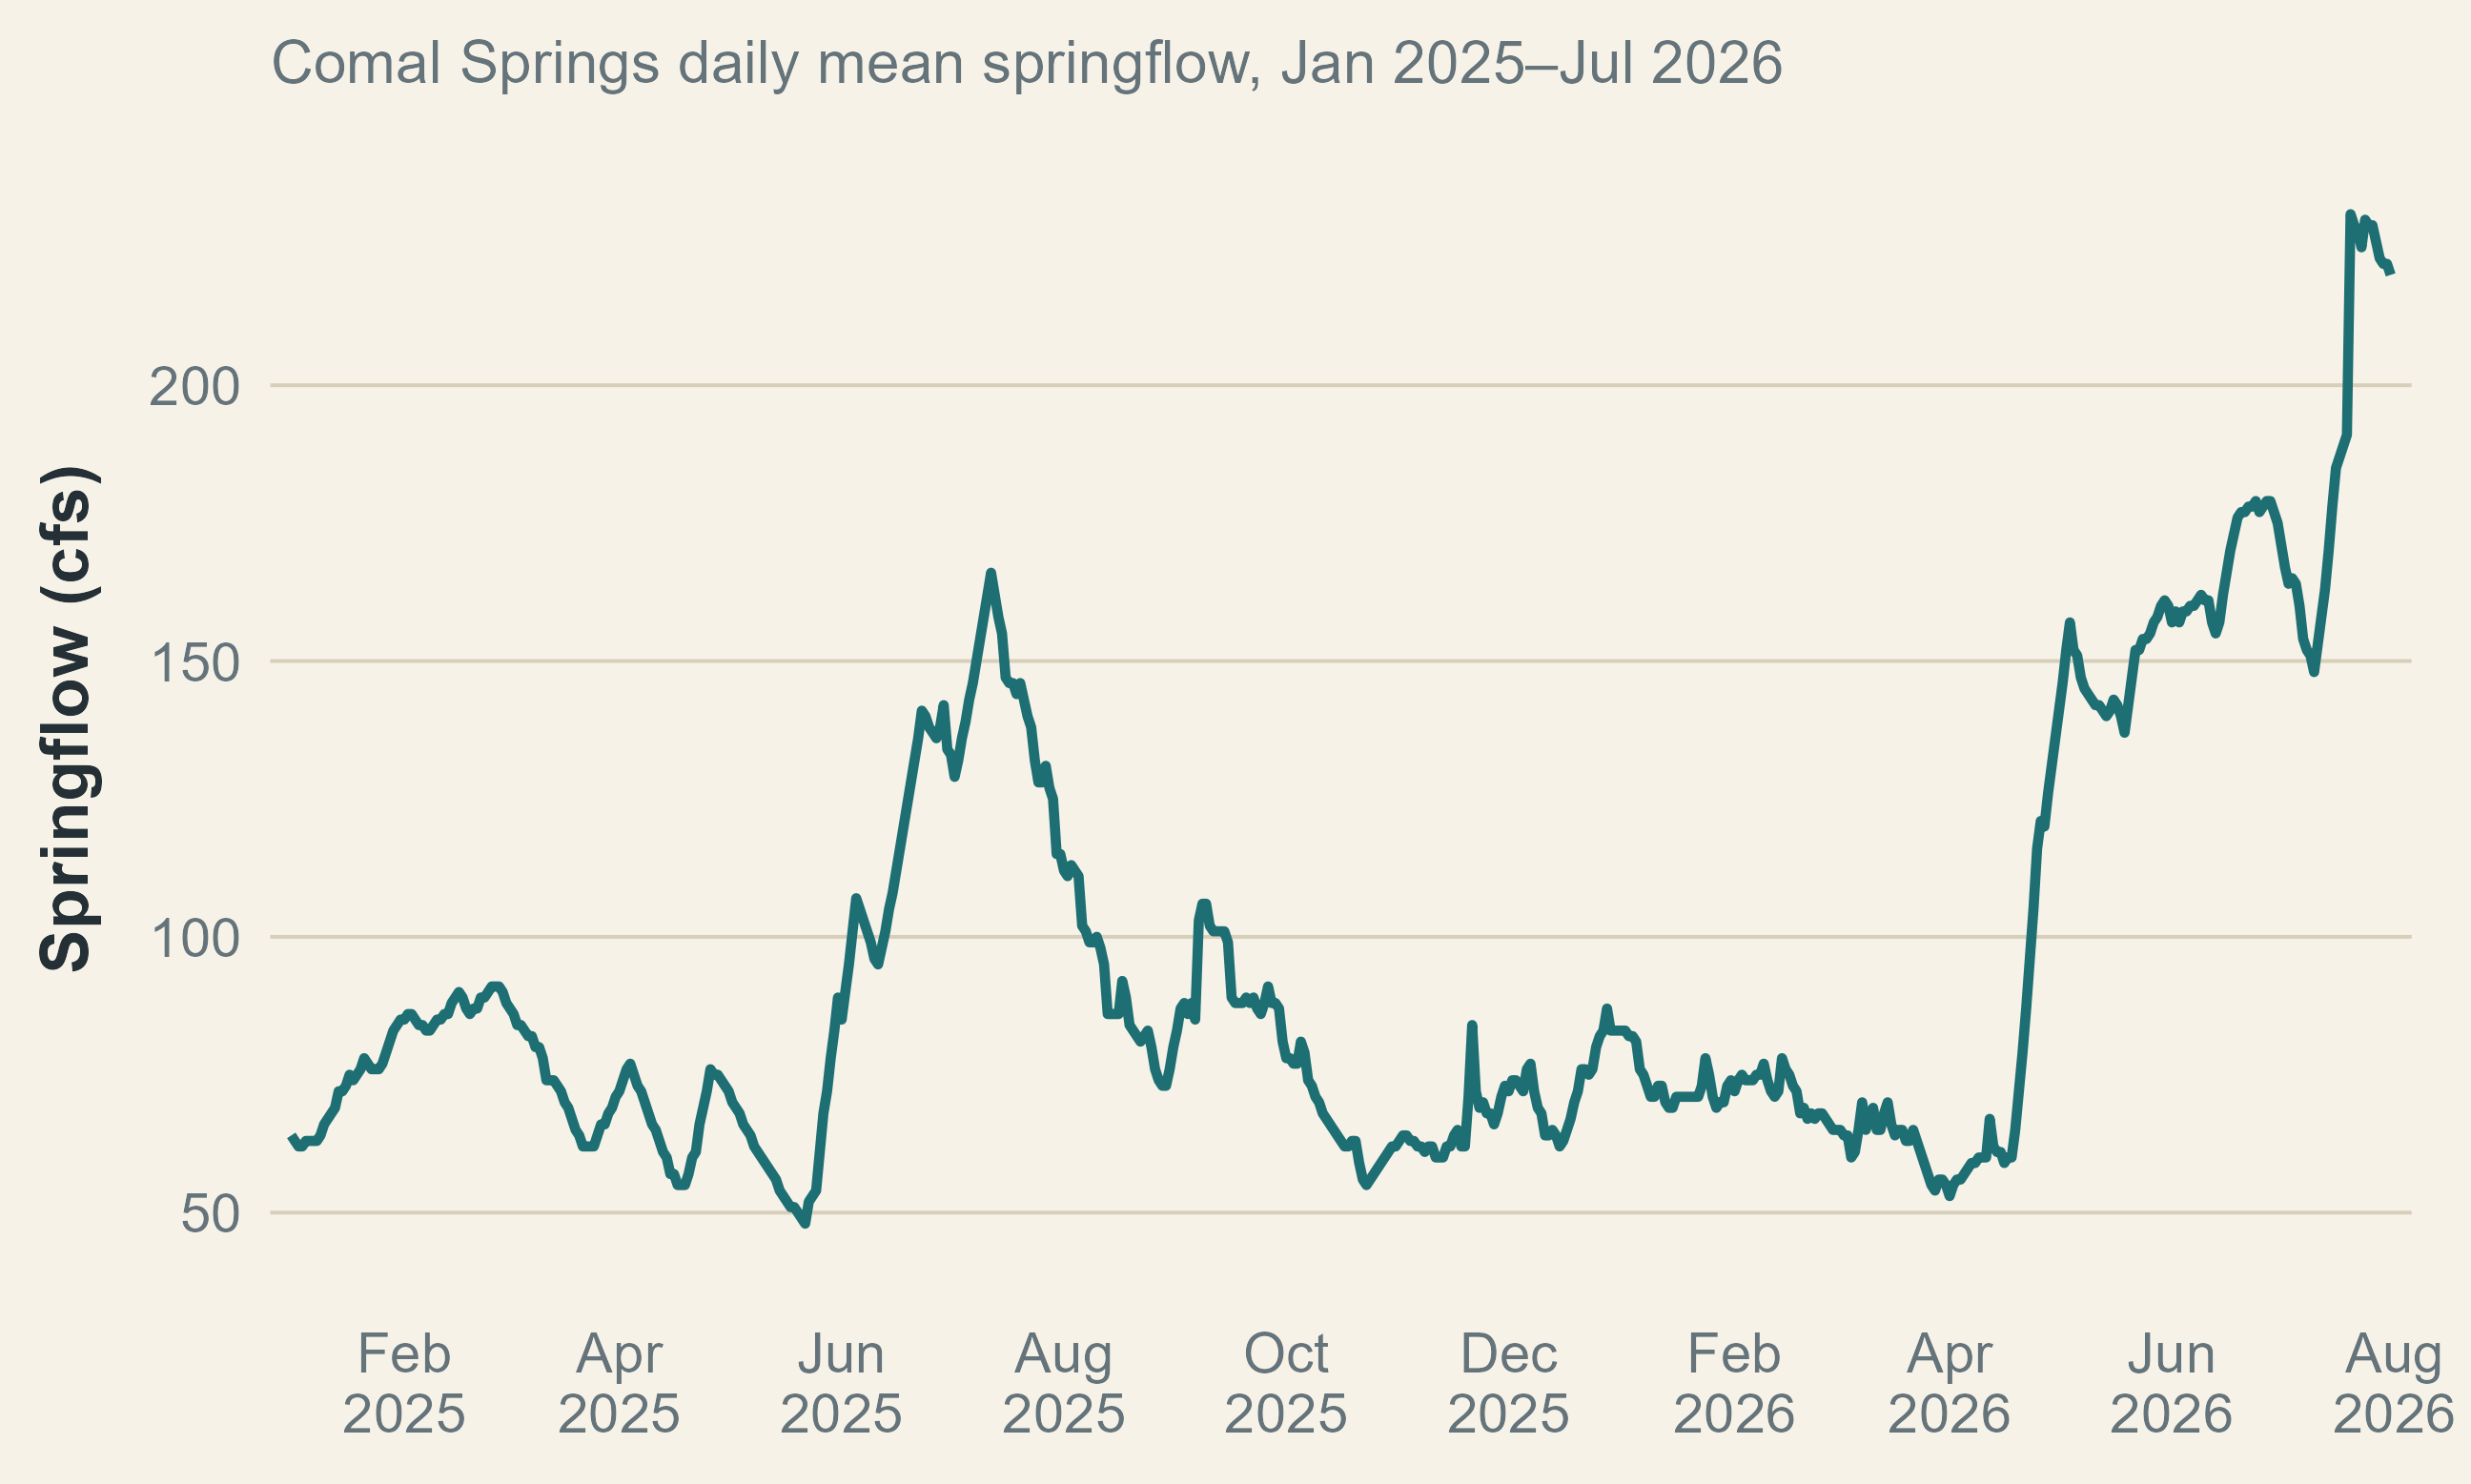 Comal Springs daily mean springflow, Jan 2025–Jul 2026
Springflow (cfs)
200
150
100
50
Feb
2025
Apr
2025
Jun
2025
Aug
2025
Oct
2025
Dec
2025
Feb
2026
Apr
2026
Jun
2026
Aug
2026